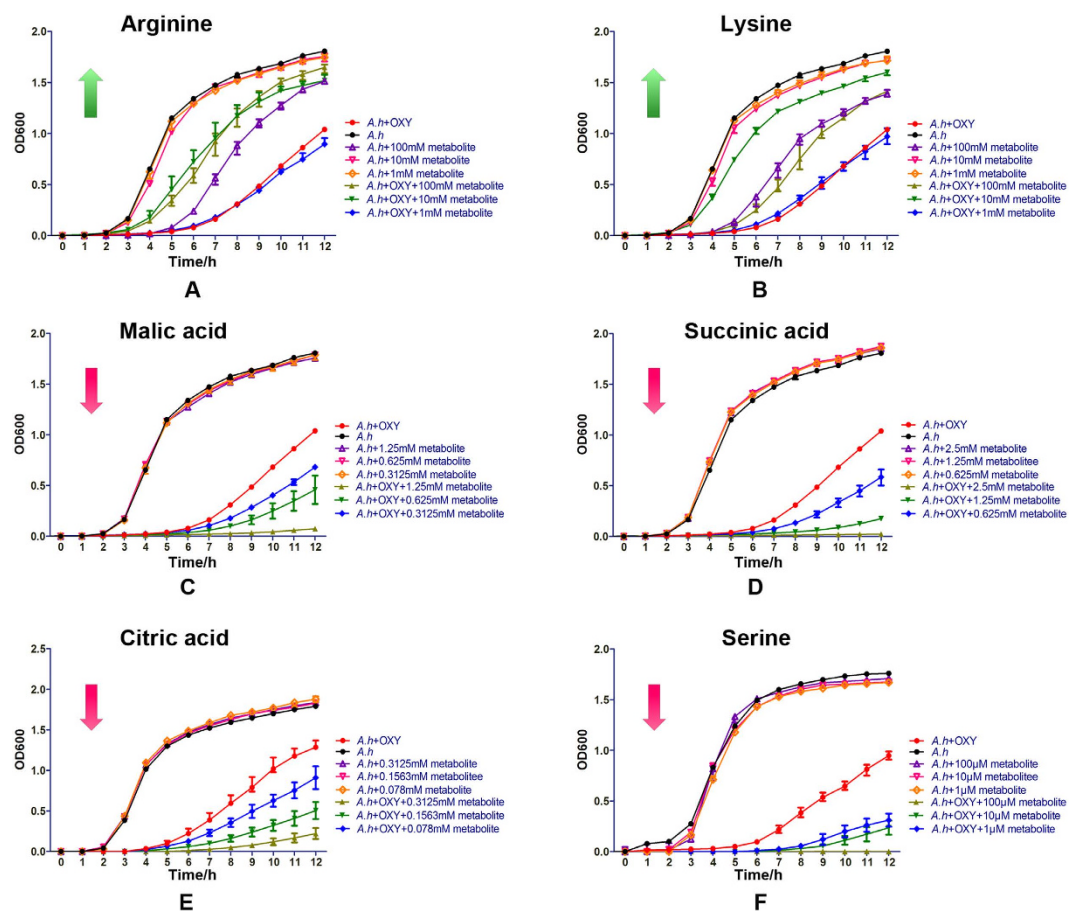 Arginine
2.0
1.5
1.0
0.5
0.0
OD600
0 1 2 3 4 5 6 7 8 9 10 11 12
Time/h
A.h+OXY
A.h
A.h+100mM metabolite
A.h+10mM metabolite
A.h+1mM metabolite
A.h+OXY+100mM metabolite
A.h+OXY+10mM metabolite
A.h+OXY+1mM metabolite
A
Lysine
2.0
1.5
1.0
0.5
0.0
OD600
0 1 2 3 4 5 6 7 8 9 10 11 12
Time/h
A.h+OXY
A.h
A.h+100mM metabolite
A.h+10mM metabolite
A.h+1mM metabolite
A.h+OXY+100mM metabolite
A.h+OXY+10mM metabolite
A.h+OXY+1mM metabolite
B
Malic acid
2.0
1.5
1.0
0.5
0.0
OD600
0 1 2 3 4 5 6 7 8 9 10 11 12
Time/h
A.h+OXY
A.h
A.h+1.25mM metabolite
A.h+0.625mM metabolite
A.h+0.3125mM metabolite
A.h+OXY+1.25mM metabolite
A.h+OXY+0.625mM metabolite
A.h+OXY+0.3125mM metabolite
C
Succinic acid
2.0
1.5
1.0
0.5
0.0
OD600
0 1 2 3 4 5 6 7 8 9 10 11 12
Time/h
A.h+OXY
A.h
A.h+2.5mM metabolite
A.h+1.25mM metabolitee
A.h+0.625mM metabolite
A.h+OXY+2.5mM metabolite
A.h+OXY+1.25mM metabolite
A.h+OXY+0.625mM metabolite
D
Citric acid
2.5
2.0
1.5
1.0
0.5
0.0
OD600
0 1 2 3 4 5 6 7 8 9 10 11 12
Time/h
A.h+OXY
A.h
A.h+0.3125mM metabolite
A.h+0.1563mM metabolitee
A.h+0.078mM metabolite
A.h+OXY+0.3125mM metabolite
A.h+OXY+0.1563mM metabolite
A.h+OXY+0.078mM metabolite
E
Serine
2.0
1.5
1.0
0.5
0.0
OD600
0 1 2 3 4 5 6 7 8 9 10 11 12
Time/h
A.h+OXY
A.h
A.h+100μM metabolite
A.h+10μM metabolitee
A.h+1μM metabolite
A.h+OXY+100μM metabolite
A.h+OXY+10μM metabolite
A.h+OXY+1μM metabolite
F